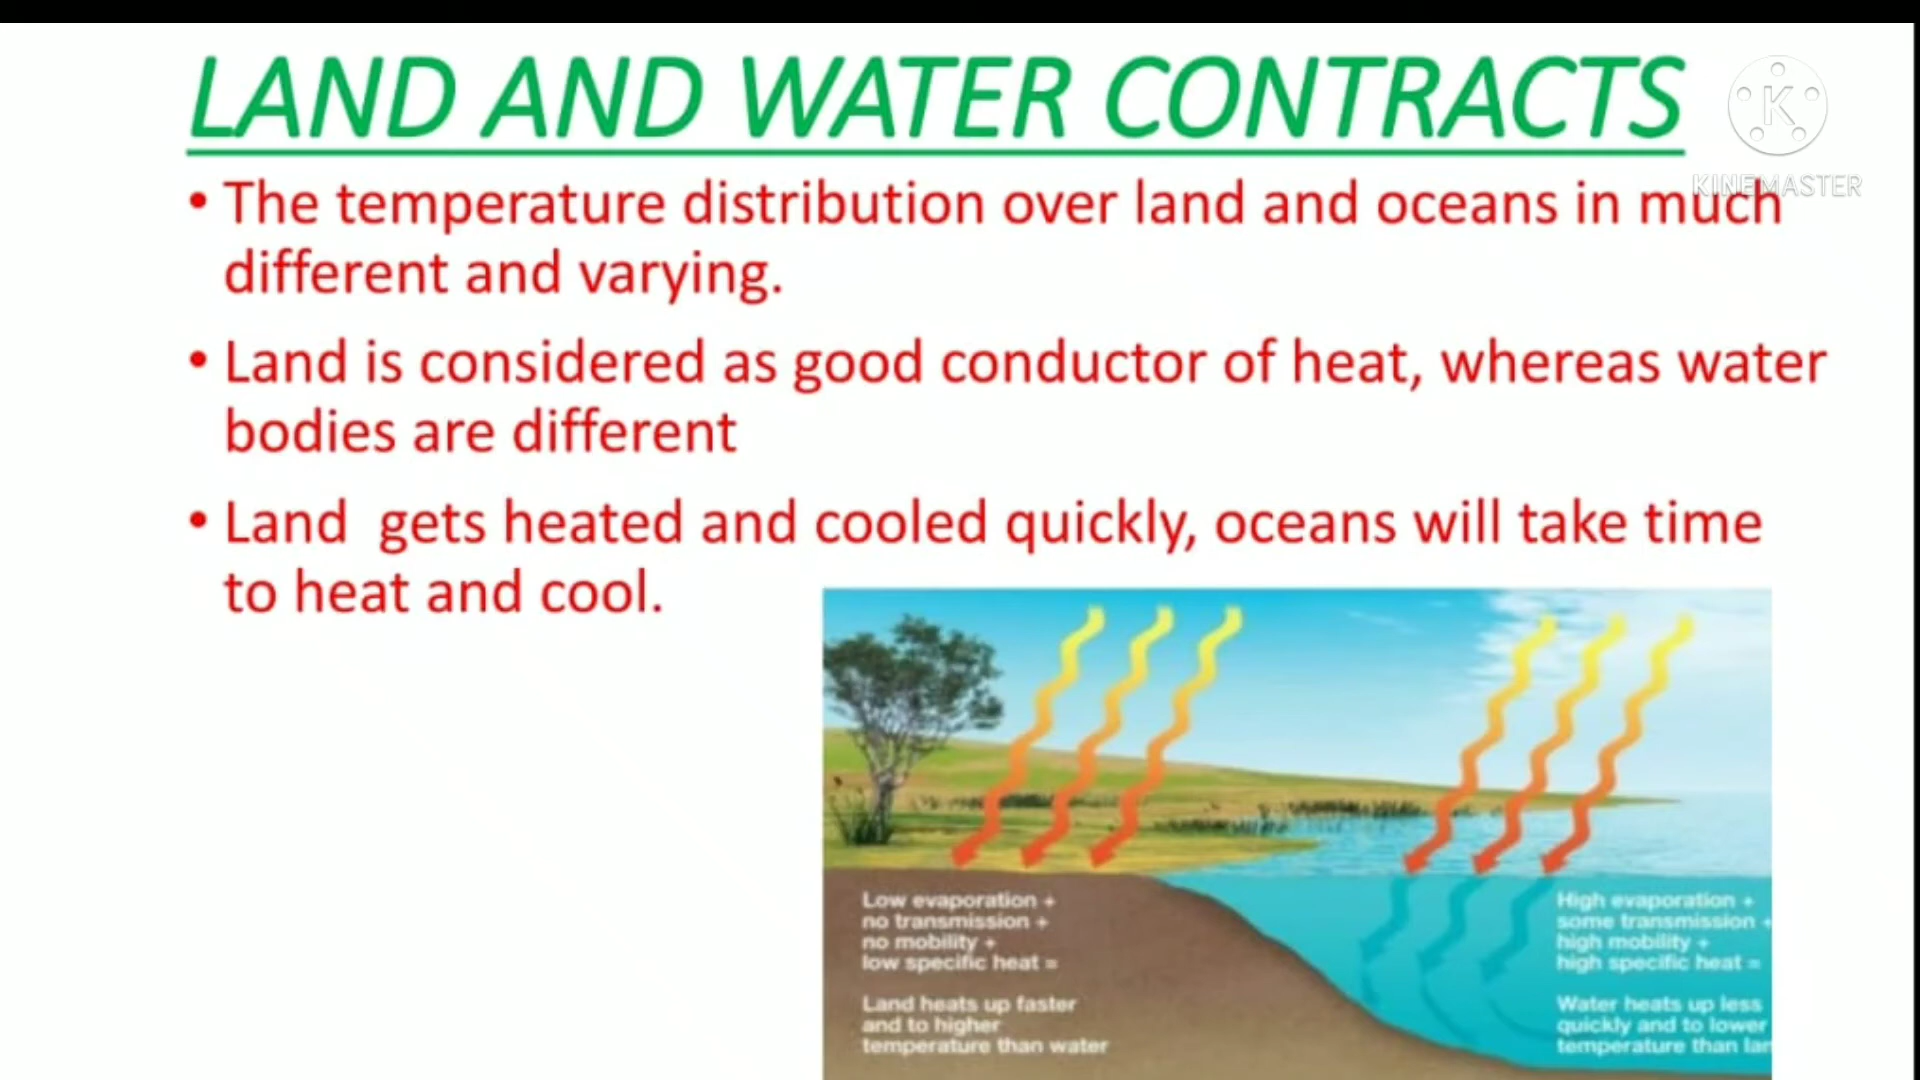 LAND AND WATER CONTRACTS
K
KINEMASTER
• The temperature distribution over land and oceans in much
different and varying.
• Land is considered as good conductor of heat, whereas water
bodies are different
• Land gets heated and cooled quickly, oceans will take time
to heat and cool.
Low evaporation +
no transmission +
no mobility +
low specific heat =
Land heats up faster
and to higher
temperature than water
High evaporation +
some transmission +
high mobility +
high specific heat =
Water heats up less
quickly and to lower
temperature than